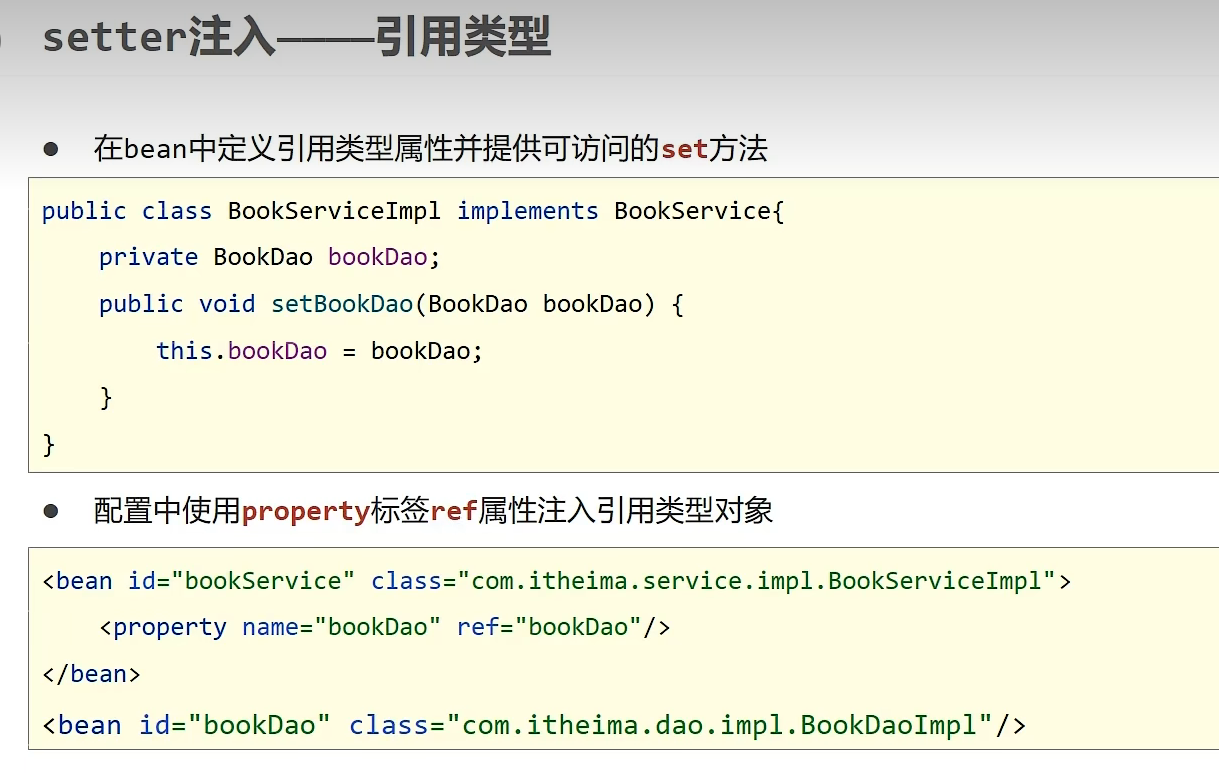 setter注入————引用类型
● 在bean中定义引用类型属性并提供可访问的set方法
public class BookServiceImpl implements BookService{
    private BookDao bookDao;
    public void setBookDao(BookDao bookDao) {
        this.bookDao = bookDao;
    }
}
● 配置中使用property标签ref属性注入引用类型对象
<bean id="bookService" class="com.itheima.service.impl.BookServiceImpl">
    <property name="bookDao" ref="bookDao"/>
</bean>
<bean id="bookDao" class="com.itheima.dao.impl.BookDaoImpl"/>